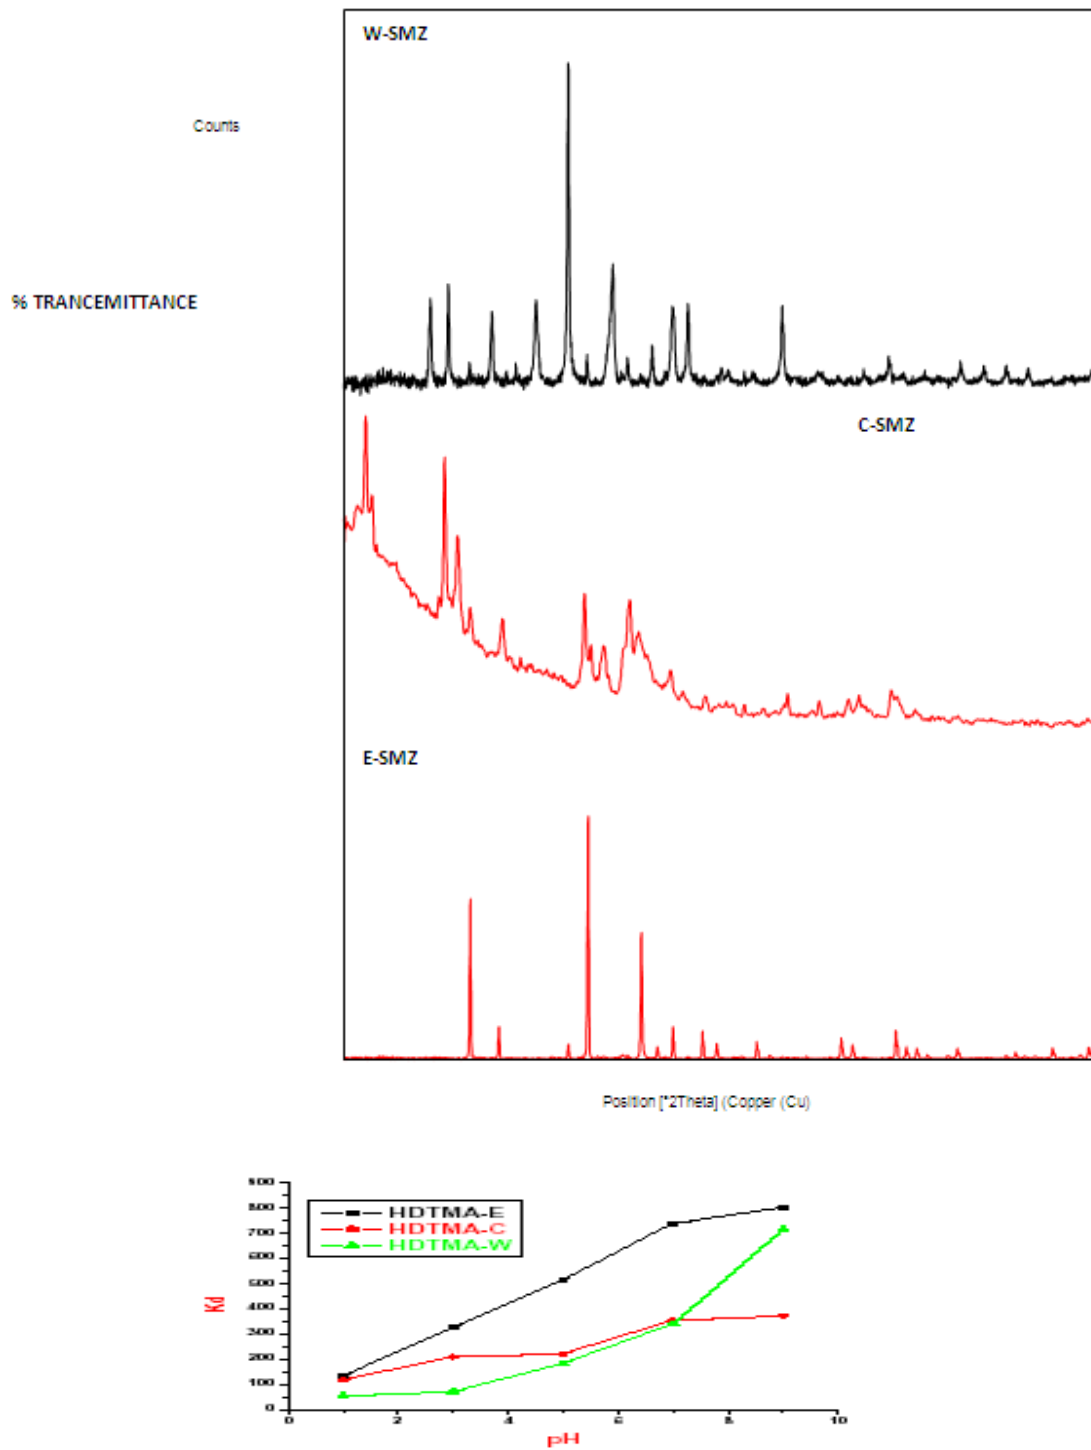 W-SMZ
Counts
% TRANCEMITTANCE
C-SMZ
E-SMZ
Position [°2Theta] (Copper (Cu)
900
800
700
600
500
400
300
200
100
0
Kd
HDTMA-E
HDTMA-C
HDTMA-W
0 2 4 6 8 10
pH